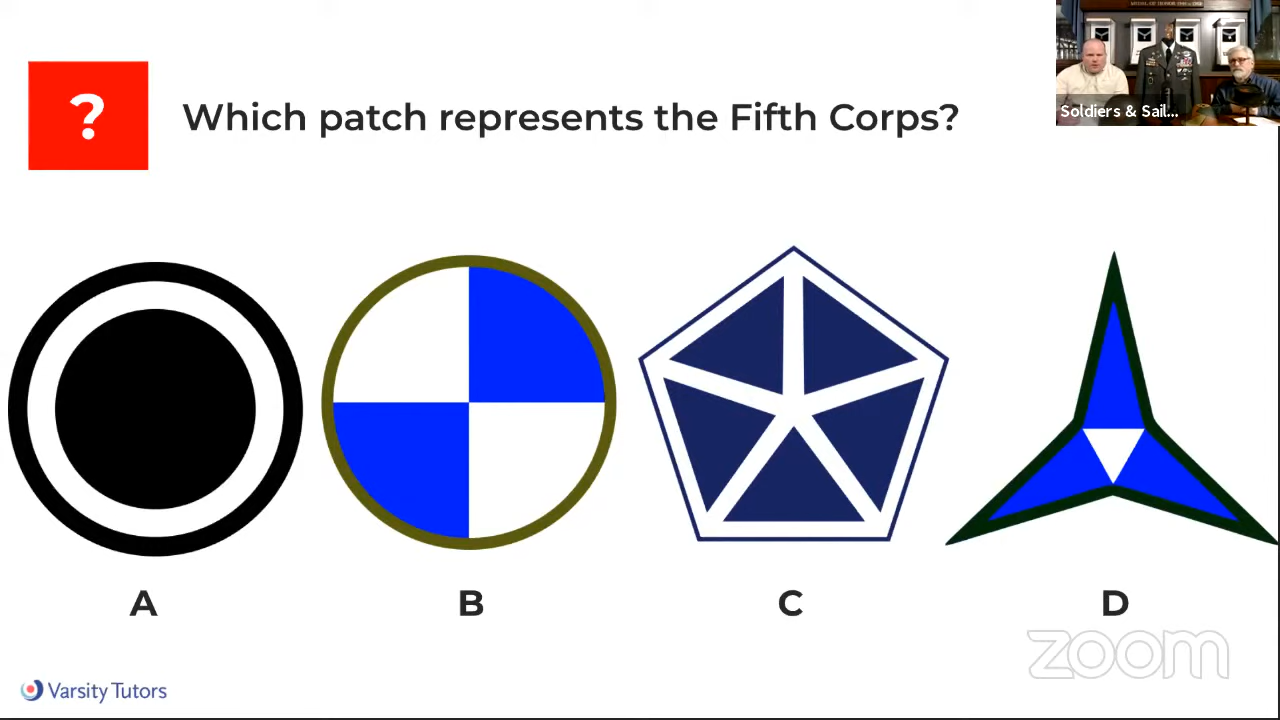 ?
Which patch represents the Fifth Corps?
Soldiers & Sail...
A
B
C
D
zoom
Varsity Tutors